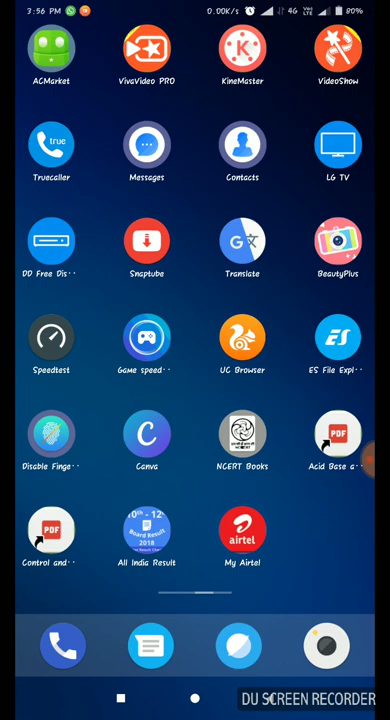 3:56 PM 0.00K/s 4G Vo LTE 80%
ACMarket VivaVideo PRO KineMaster VideoShow
true
Truecaller Messages Contacts LG TV
DD Free Dis·· Snaptube Translate BeautyPlus
ES
Speedtest Game speed·· UC Browser ES File Expl··
C PDF
Disable Finge·· Canva NCERT Books Acid Base a··
PDF 10th - 12th Board Result 2018 airtel
Control and·· All India Result My Airtel
DU SCREEN RECORDER